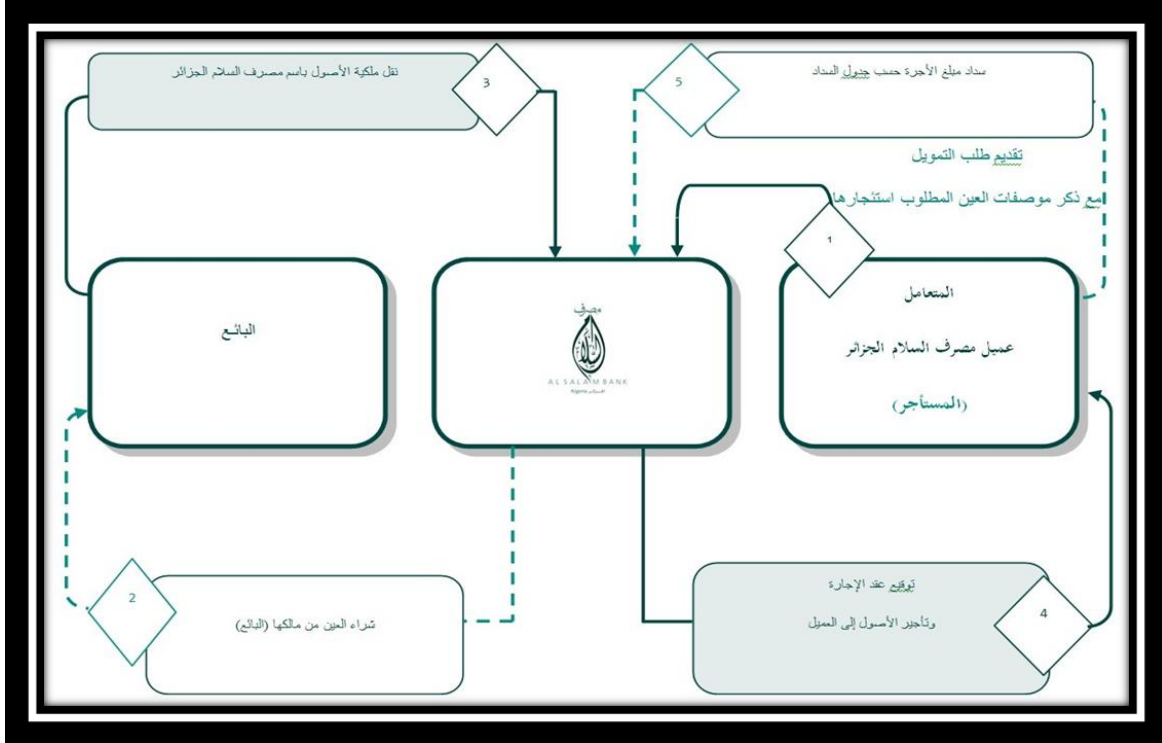 سداد مبلغ الأجرة حسب جدول السداد
5
نقل ملكية الأصول باسم مصرف السلام الجزائر
3
تقديم طلب التمويل
مع ذكر موصفات العين المطلوب استئجارها
1
المتعامل
عميل مصرف السلام الجزائر
(المستأجر)
مصرف
السلام
AL SALAM BANK
Algeria الجزائر
البائع
توقيع عقد الإجارة
وتأجير الأصول إلى العميل
4
شراء العين من مالكها (البائع)
2